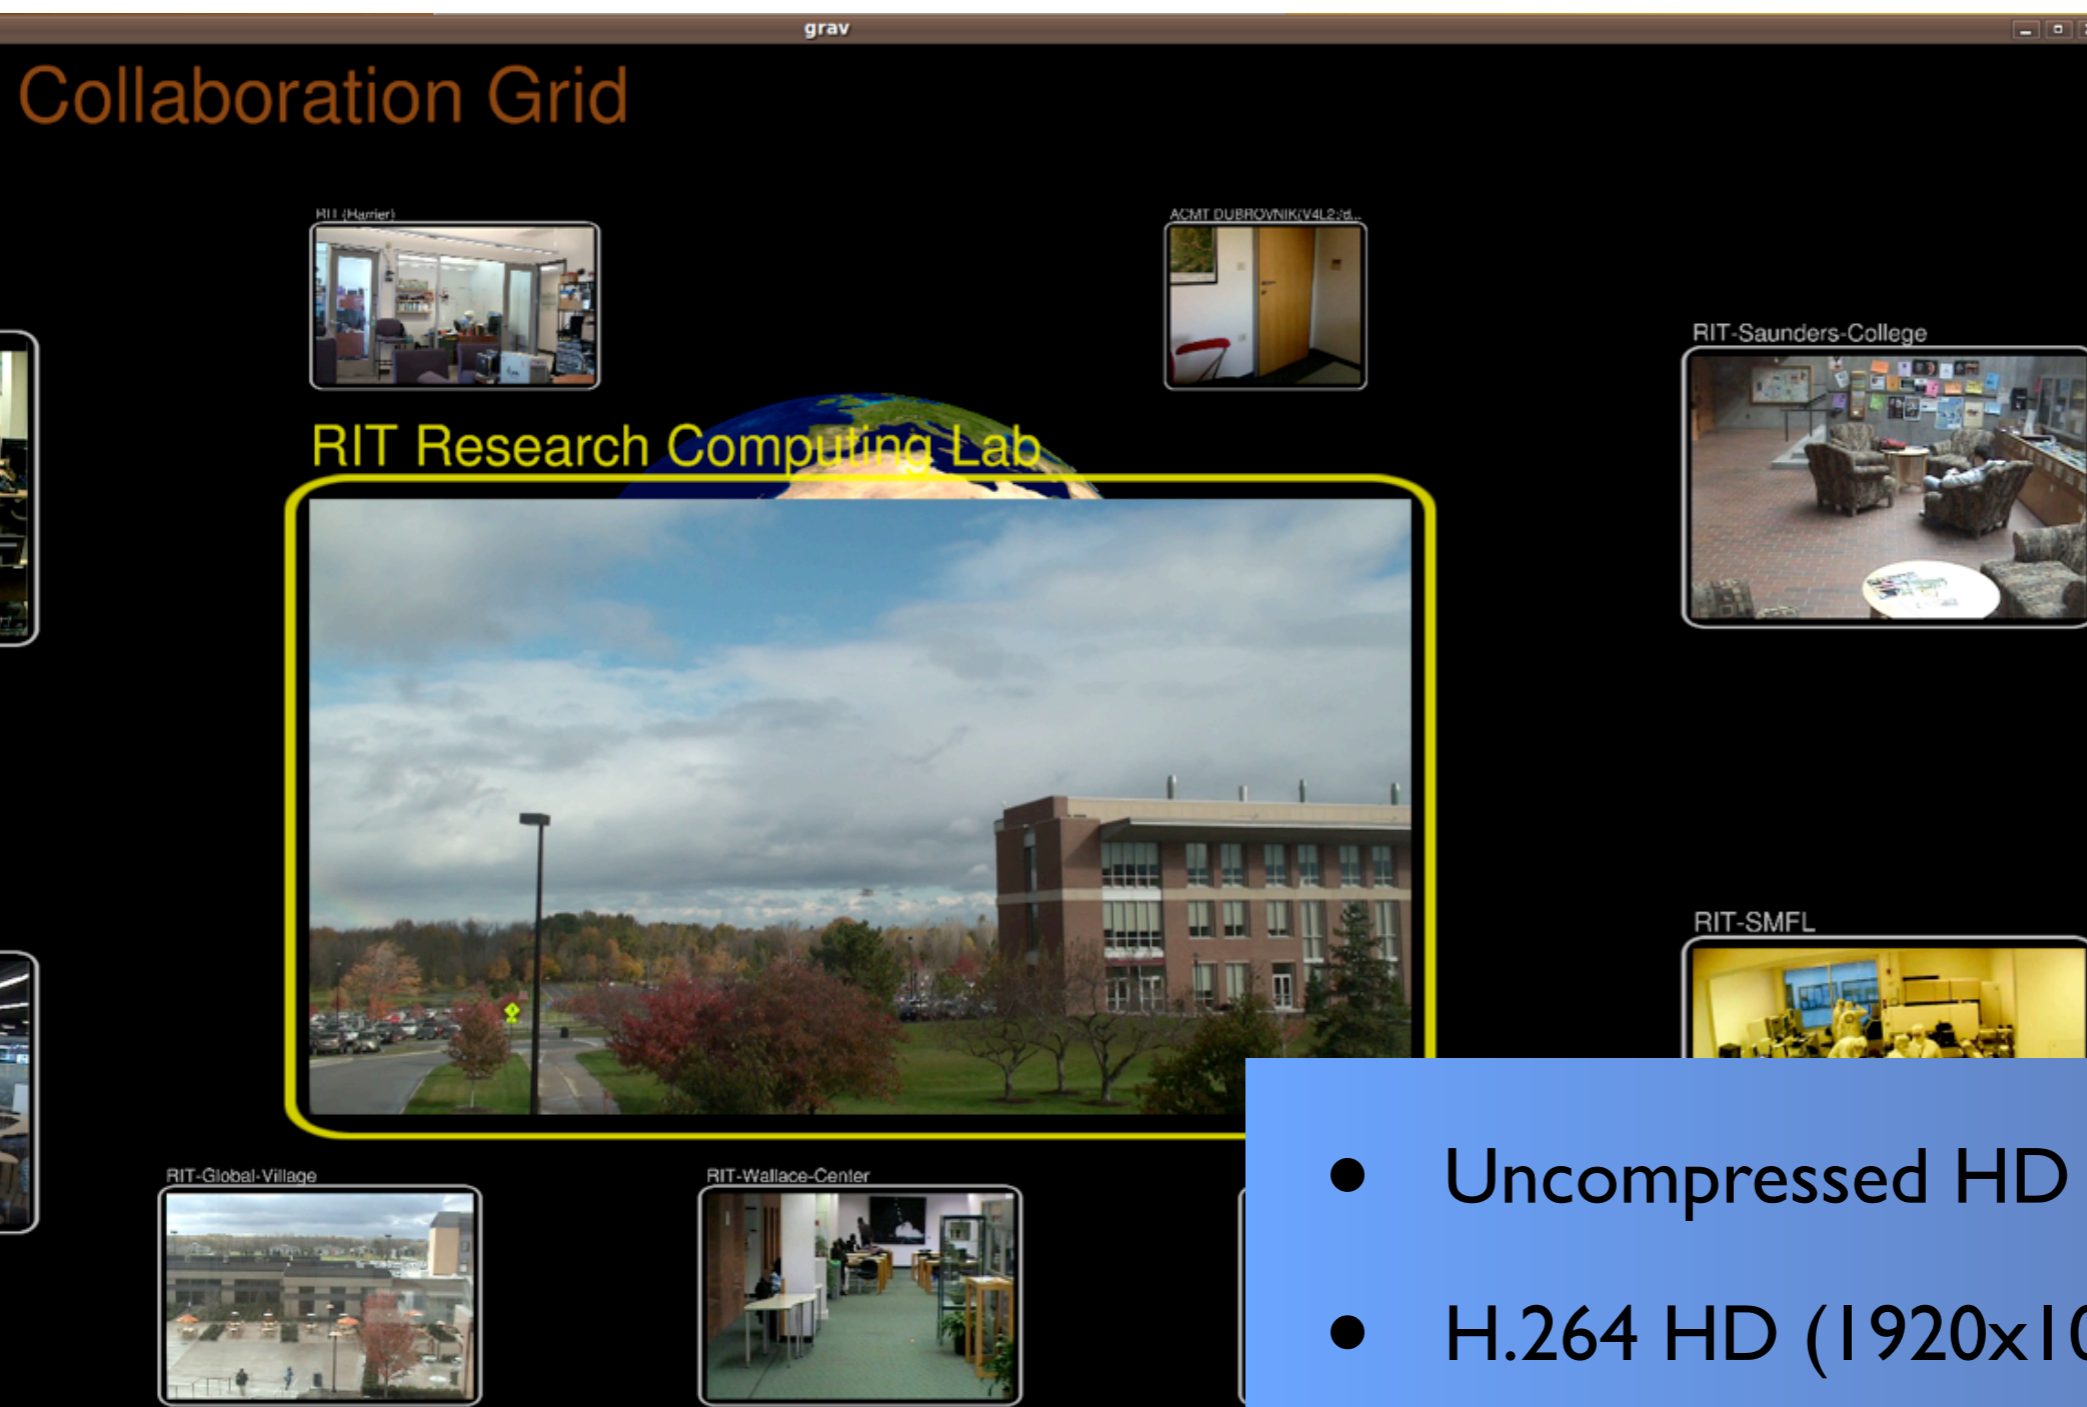 grav
Collaboration Grid
RIT (Harrier)
ACMT DUBROVNIK(V4L2:/d...
RIT-Saunders-College
RIT Research Computing Lab
RIT-SMFL
RIT-Global-Village
RIT-Wallace-Center
• Uncompressed HD
• H.264 HD (1920x10